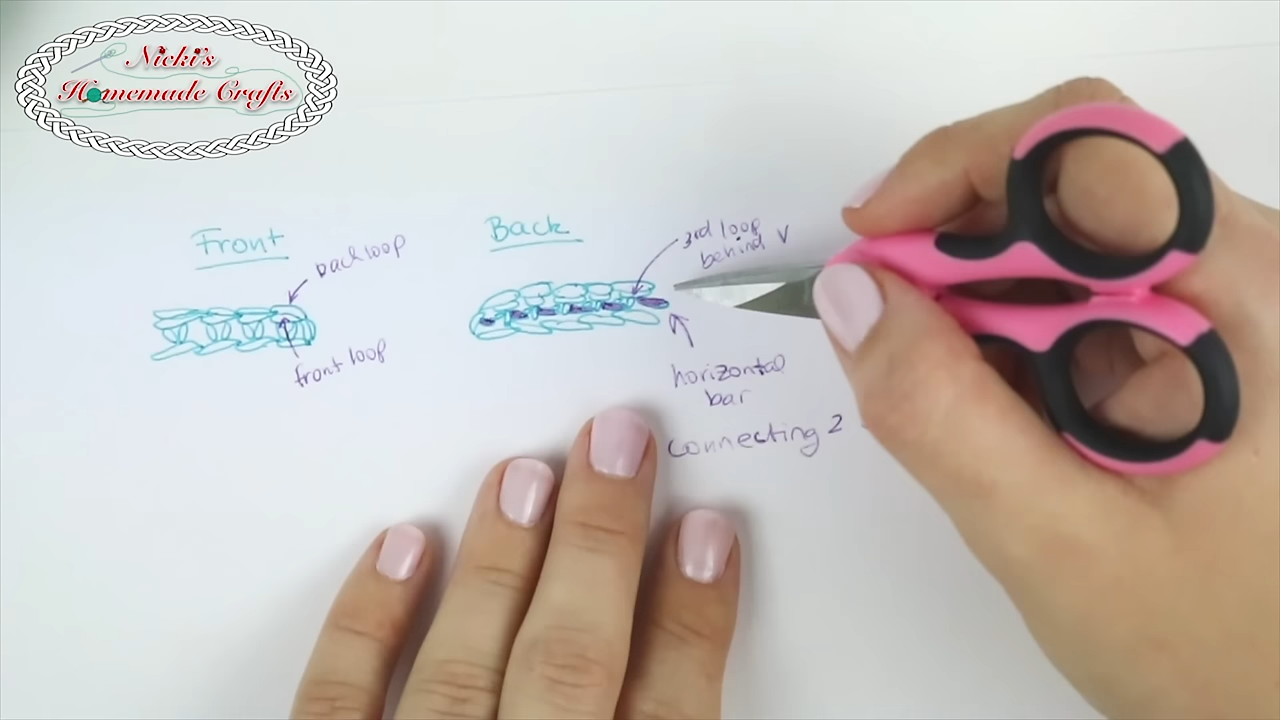 Nicki's
Homemade Crafts
Front
back loop
front loop
Back
3rd loop
behind V
horizontal
bar
connecting 2